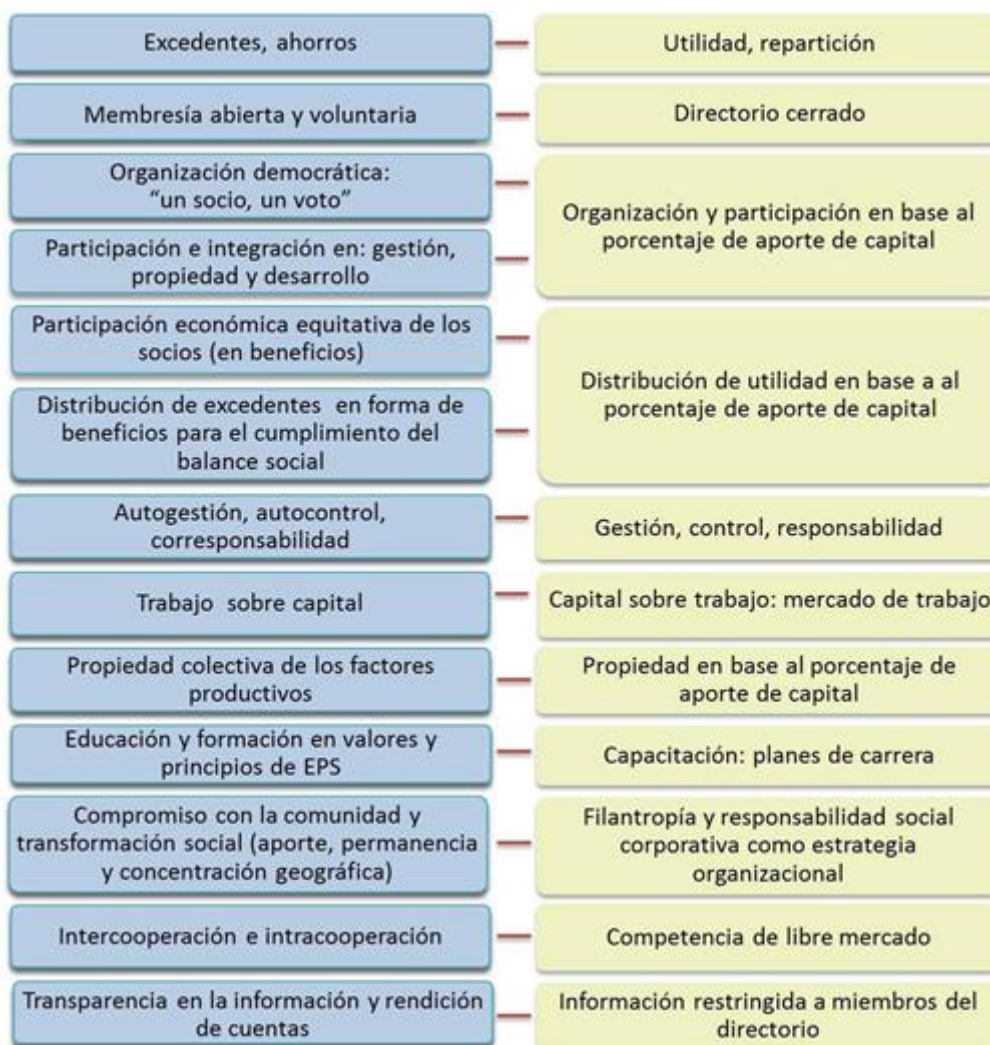 Excedentes, ahorros
Utilidad, repartición
Membresía abierta y voluntaria
Directorio cerrado
Organización democrática:
“un socio, un voto”
Participación e integración en: gestión,
propiedad y desarrollo
Organización y participación en base al
porcentaje de aporte de capital
Participación económica equitativa de los
socios (en beneficios)
Distribución de excedentes en forma de
beneficios para el cumplimiento del
balance social
Distribución de utilidad en base a al
porcentaje de aporte de capital
Autogestión, autocontrol,
corresponsabilidad
Gestión, control, responsabilidad
Trabajo sobre capital
Capital sobre trabajo: mercado de trabajo
Propiedad colectiva de los factores
productivos
Propiedad en base al porcentaje de
aporte de capital
Educación y formación en valores y
principios de EPS
Capacitación: planes de carrera
Compromiso con la comunidad y
transformación social (aporte, permanencia
y concentración geográfica)
Filantropía y responsabilidad social
corporativa como estrategia
organizacional
Intercooperación e intracooperación
Competencia de libre mercado
Transparencia en la información y rendición
de cuentas
Información restringida a miembros del
directorio